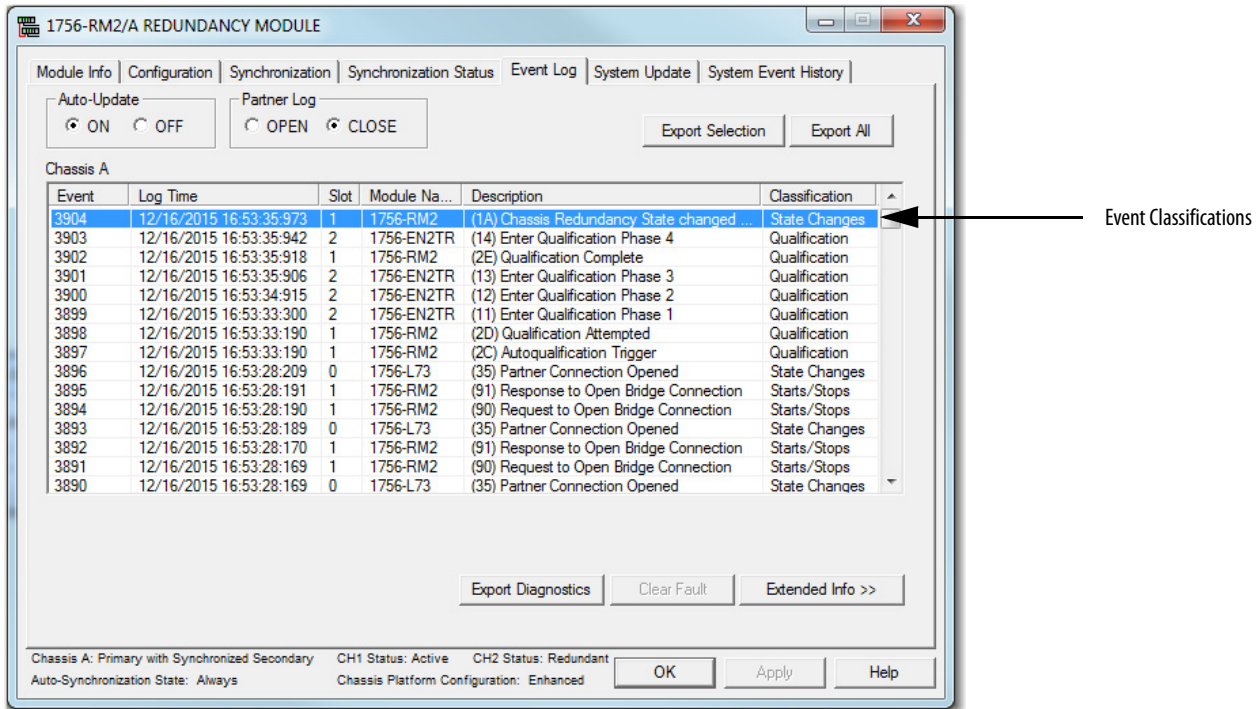 1756-RM2/A REDUNDANCY MODULE
Module Info Configuration Synchronization Synchronization Status Event Log System Update System Event History
Auto-Update Partner Log
ON OFF OPEN CLOSE Export Selection Export All
Chassis A
Event Log Time Slot Module Na... Description Classification
3904 12/16/2015 16:53:35:973 1 1756-RM2 (1A) Chassis Redundancy State changed ... State Changes Event Classifications
3903 12/16/2015 16:53:35:942 2 1756-EN2TR (14) Enter Qualification Phase 4 Qualification
3902 12/16/2015 16:53:35:918 1 1756-RM2 (2E) Qualification Complete Qualification
3901 12/16/2015 16:53:35:906 2 1756-EN2TR (13) Enter Qualification Phase 3 Qualification
3900 12/16/2015 16:53:34:915 2 1756-EN2TR (12) Enter Qualification Phase 2 Qualification
3899 12/16/2015 16:53:33:300 2 1756-EN2TR (11) Enter Qualification Phase 1 Qualification
3898 12/16/2015 16:53:33:190 1 1756-RM2 (2D) Qualification Attempted Qualification
3897 12/16/2015 16:53:33:190 1 1756-RM2 (2C) Autoqualification Trigger Qualification
3896 12/16/2015 16:53:28:209 0 1756-L73 (35) Partner Connection Opened State Changes
3895 12/16/2015 16:53:28:191 1 1756-RM2 (91) Response to Open Bridge Connection Starts/Stops
3894 12/16/2015 16:53:28:190 1 1756-RM2 (90) Request to Open Bridge Connection Starts/Stops
3893 12/16/2015 16:53:28:189 0 1756-L73 (35) Partner Connection Opened State Changes
3892 12/16/2015 16:53:28:170 1 1756-RM2 (91) Response to Open Bridge Connection Starts/Stops
3891 12/16/2015 16:53:28:169 1 1756-RM2 (90) Request to Open Bridge Connection Starts/Stops
3890 12/16/2015 16:53:28:169 0 1756-L73 (35) Partner Connection Opened State Changes
Export Diagnostics Clear Fault Extended Info >>
Chassis A: Primary with Synchronized Secondary CH1 Status: Active CH2 Status: Redundant
Auto-Synchronization State: Always Chassis Platform Configuration: Enhanced
OK Apply Help